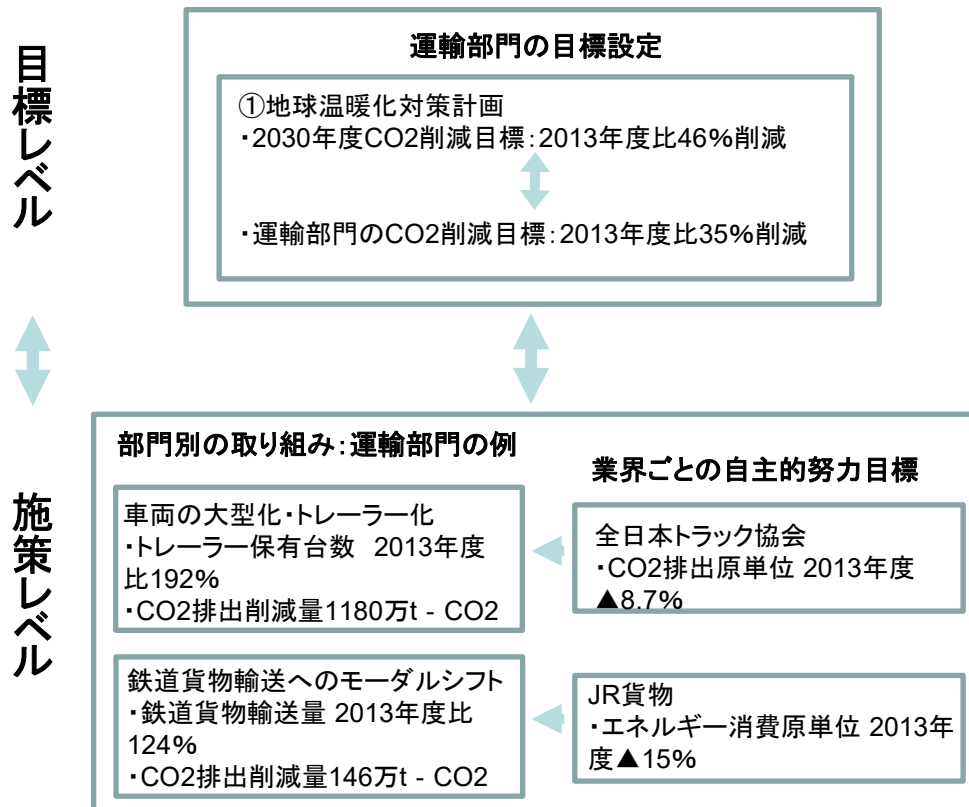 目標レベル
運輸部門の目標設定
①地球温暖化対策計画
・2030年度CO2削減目標：2013年度比46%削減
・運輸部門のCO2削減目標：2013年度比35%削減
施策レベル
部門別の取り組み：運輸部門の例
業界ごとの自主的努力目標
車両の大型化・トレーラー化
・トレーラー保有台数　2013年度
比192%
・CO2排出削減量1180万t - CO2
全日本トラック協会
・CO2排出原単位 2013年度
▲8.7%
鉄道貨物輸送へのモーダルシフト
・鉄道貨物輸送量 2013年度比
124%
・CO2排出削減量146万t - CO2
JR貨物
・エネルギー消費原単位 2013年
度▲15%